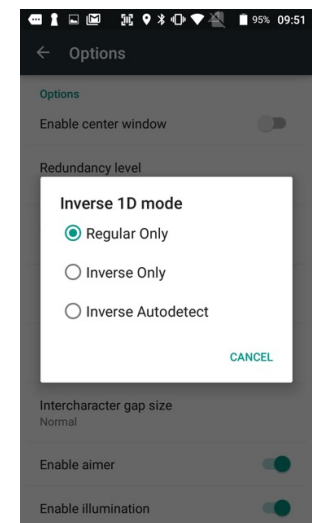 95% 09:51
Options
Options
Enable center window
Redundancy level
Inverse 1D mode
Regular Only
Inverse Only
Inverse Autodetect
CANCEL
Intercharacter gap size
Normal
Enable aimer
Enable illumination